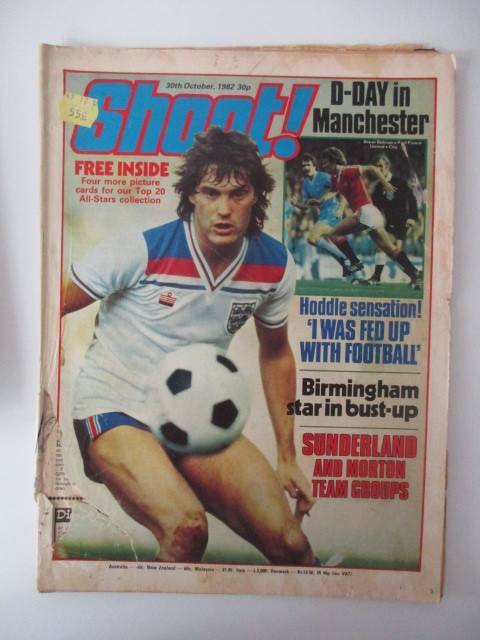 30th October, 1982 30p
Shoot!
FREE INSIDE
Four more picture
cards for our Top 20
All-Stars collection
D-DAY in
Manchester
Hoddle sensation!
'I WAS FED UP
WITH FOOTBALL'
Birmingham
star in bust-up
SUNDERLAND
AND MORTON
TEAM GROUPS